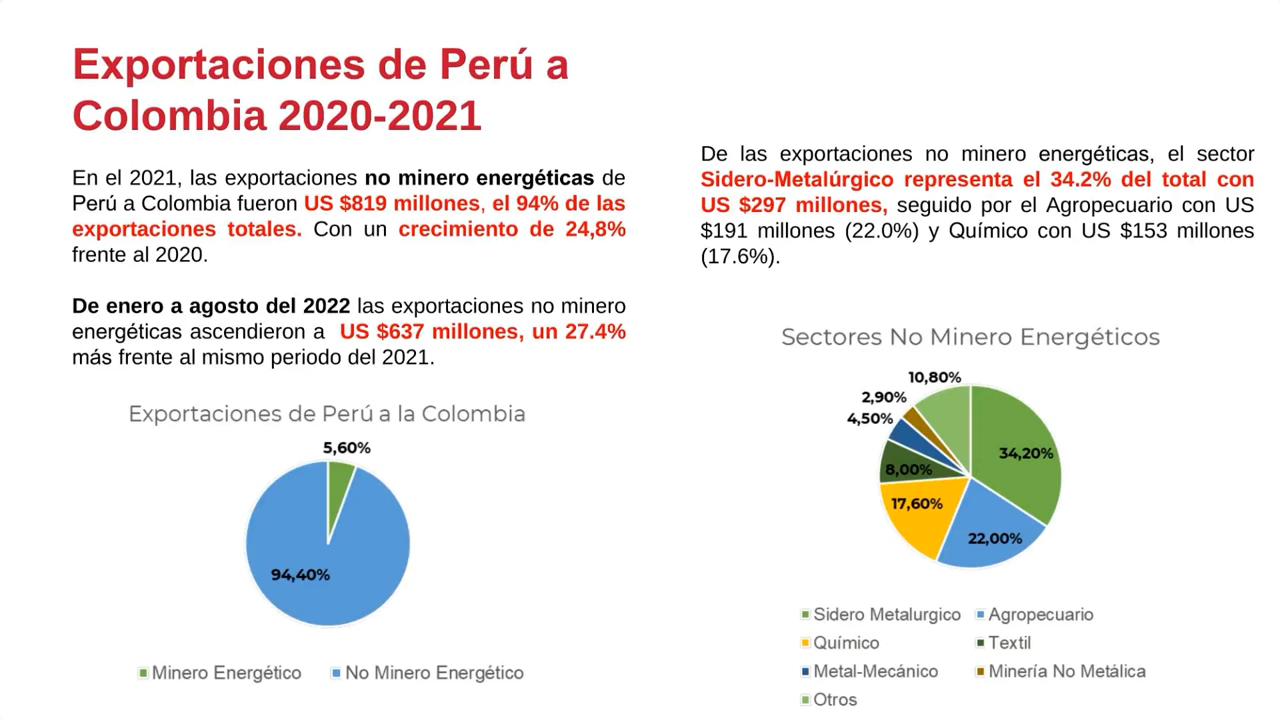 Exportaciones de Perú a
Colombia 2020-2021
En el 2021, las exportaciones no minero energéticas de
Perú a Colombia fueron US $819 millones, el 94% de las
exportaciones totales. Con un crecimiento de 24,8%
frente al 2020.
De enero a agosto del 2022 las exportaciones no minero
energéticas ascendieron a US $637 millones, un 27.4%
más frente al mismo periodo del 2021.
Exportaciones de Perú a la Colombia
5,60%
94,40%
Minero Energético No Minero Energético
De las exportaciones no minero energéticas, el sector
Sidero-Metalúrgico representa el 34.2% del total con
US $297 millones, seguido por el Agropecuario con US
$191 millones (22.0%) y Químico con US $153 millones
(17.6%).
Sectores No Minero Energéticos
10,80%
2,90%
4,50%
34,20%
8,00%
17,60%
22,00%
Sidero Metalurgico Agropecuario
Químico Textil
Metal-Mecánico Minería No Metálica
Otros